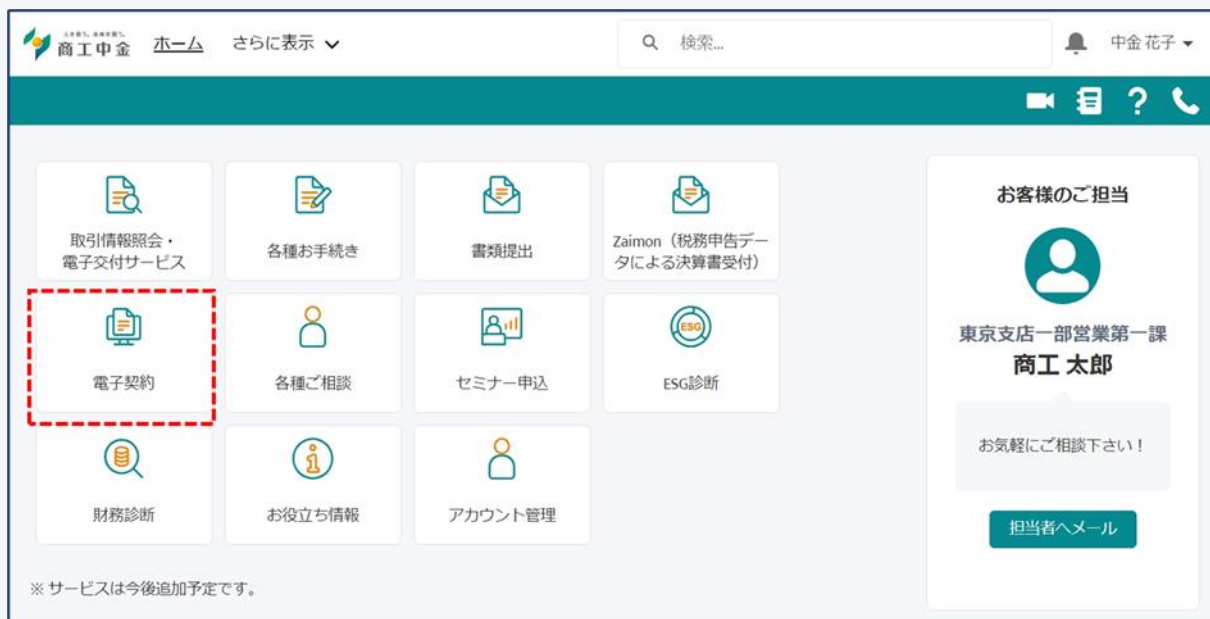 商工中金
ホーム
さらに表示
検索...
中金 花子
?
取引情報照会・
電子交付サービス
各種お手続き
書類提出
Zaimon（税務申告デー
タによる決算書受付）
電子契約
各種ご相談
セミナー申込
ESG
ESG診断
財務診断
お役立ち情報
アカウント管理
※ サービスは今後追加予定です。
お客様のご担当
東京支店一部営業第一課
商工 太郎
お気軽にご相談下さい！
担当者へメール